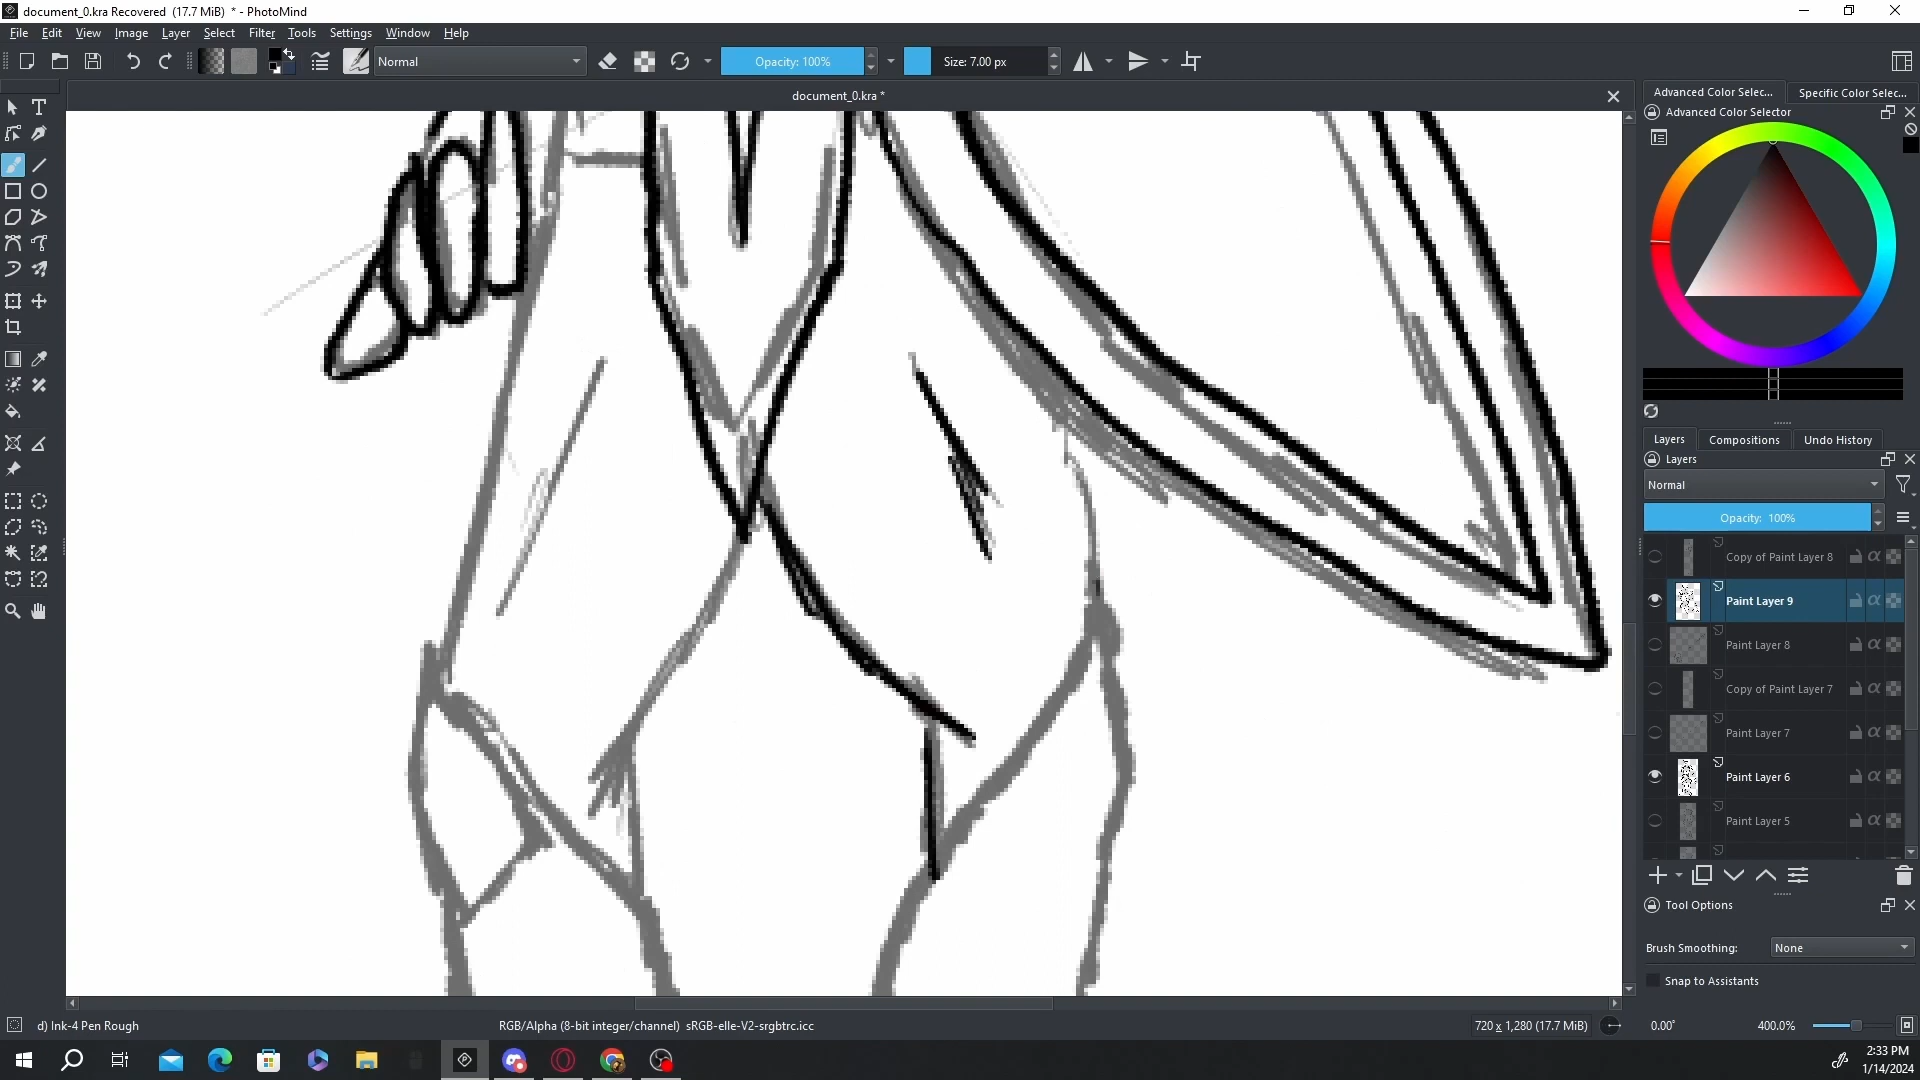 document_0.kra Recovered (17.7 MiB) * - PhotoMind
File Edit View Image Layer Select Filter Tools Settings Window Help
Normal
Opacity: 100%
Size: 7.00 px
document_0.kra *
Advanced Color Selec...
Specific Color Selec...
Advanced Color Selector
Layers
Compositions
Undo History
Layers
Normal
Opacity: 100%
Copy of Paint Layer 8
Paint Layer 9
Paint Layer 8
Copy of Paint Layer 7
Paint Layer 7
Paint Layer 6
Paint Layer 5
Tool Options
Brush Smoothing:
None
Snap to Assistants
d) Ink-4 Pen Rough
RGB/Alpha (8-bit integer/channel) sRGB-elle-V2-srgbtrc.icc
720 x 1,280 (17.7 MiB)
0.00°
400.0%
2:33 PM
1/14/2024